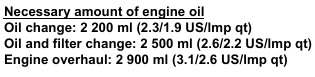 Necessary amount of engine oil
Oil change: 2 200 ml (2.3/1.9 US/Imp qt)
Oil and filter change: 2 500 ml (2.6/2.2 US/Imp qt)
Engine overhaul: 2 900 ml (3.1/2.6 US/Imp qt)